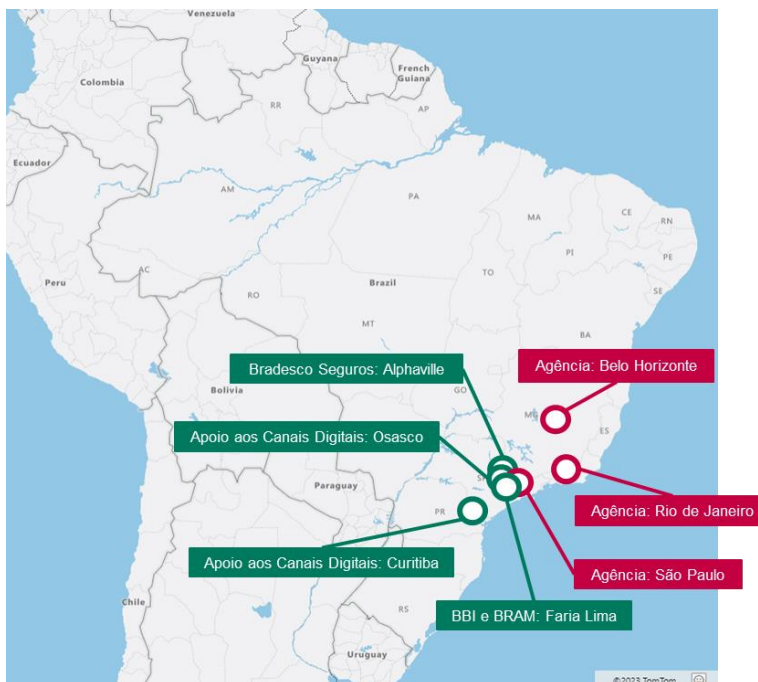 Venezuela
Guyana
French
Guiana
Colombia
RR
AP
Ecuador
AM
PA
MA
CE
RN
PI
PE
AC
TO
SE
Peru
RO
Brazil
MT
BA
Bradesco Seguros: Alphaville
Agência: Belo Horizonte
GO
Bolivia
MG
ES
Apoio aos Canais Digitais: Osasco
Paraguay
PR
Agência: Rio de Janeiro
Apoio aos Canais Digitais: Curitiba
Agência: São Paulo
Chile
RS
BBI e BRAM: Faria Lima
Uruguay
©2023 TomTom